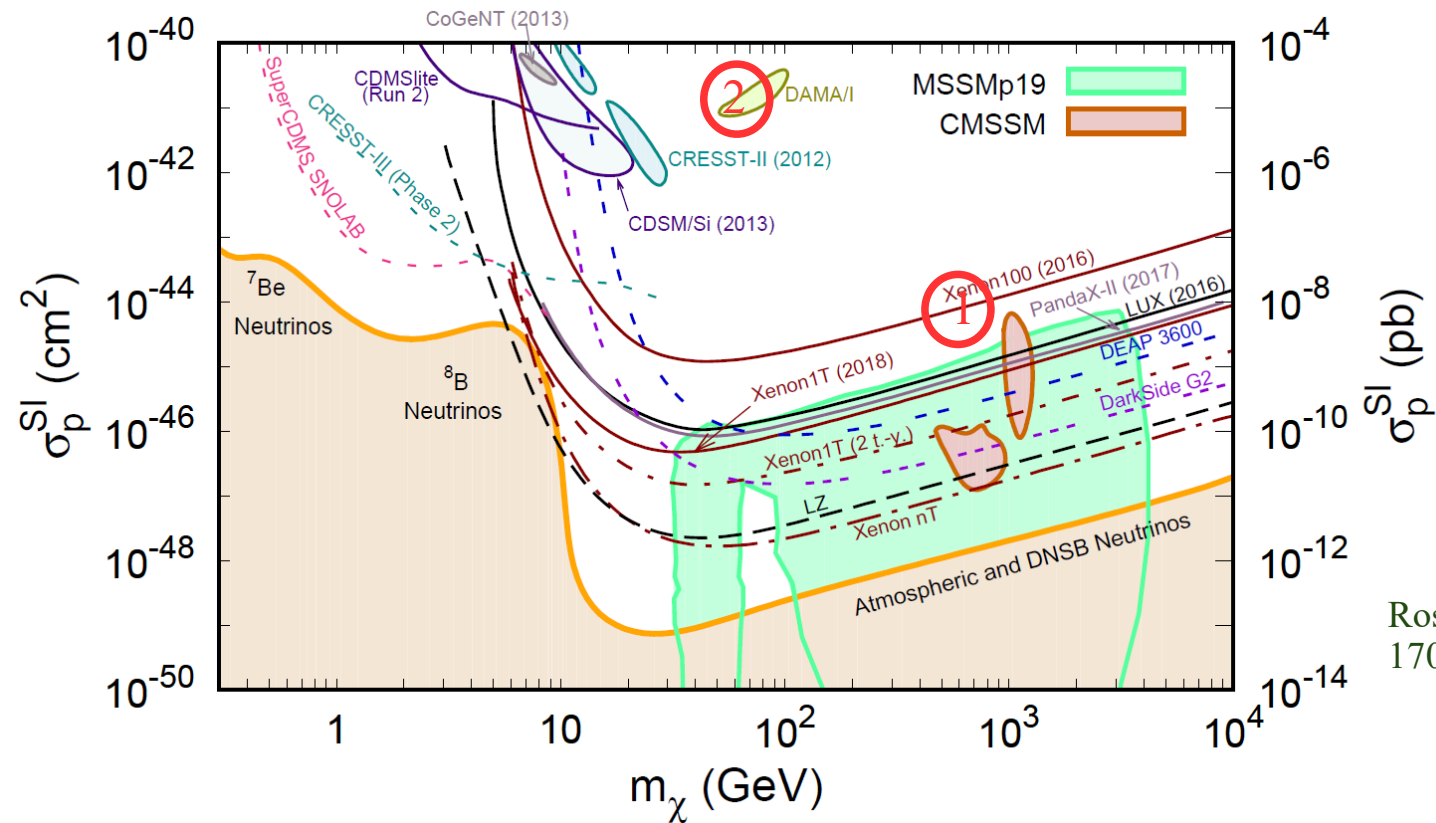 CoGeNT (2013)
10⁻⁴⁰
10⁻⁴²
10⁻⁴⁴
10⁻⁴⁶
10⁻⁴⁸
10⁻⁵⁰
σₚˢᴵ (cm²)
10⁻⁴
10⁻⁶
10⁻⁸
10⁻¹⁰
10⁻¹²
10⁻¹⁴
σₚˢᴵ (pb)
1
10
10²
10³
10⁴
mᵪ (GeV)
MSSMp19
CMSSM
SuperCDMS SNOLAB
CRESST-III (Phase 2)
CDMSlite
(Run 2)
2
DAMA/I
CRESST-II (2012)
CDSM/Si (2013)
⁷Be
Neutrinos
⁸B
Neutrinos
1
Xenon100 (2016)
PandaX-II (2017)
LUX (2016)
DEAP 3600
DarkSide G2
Xenon1T (2018)
Xenon1T (2 t.-y.)
LZ
Xenon nT
Atmospheric and DNSB Neutrinos
Ros
170